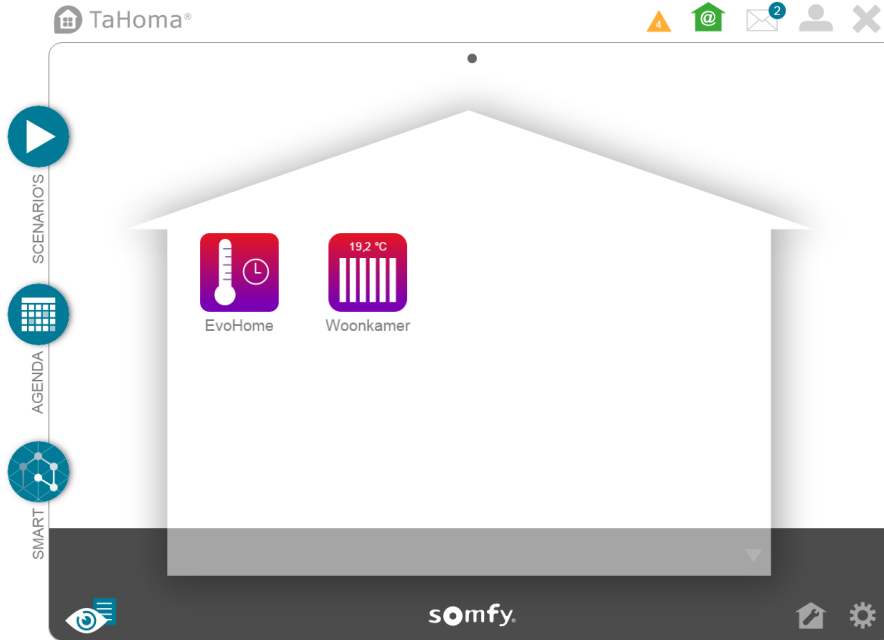 TaHoma®
4
@
2
SCENARIO'S
AGENDA
SMART
19,2 °C
EvoHome
Woonkamer
somfy.